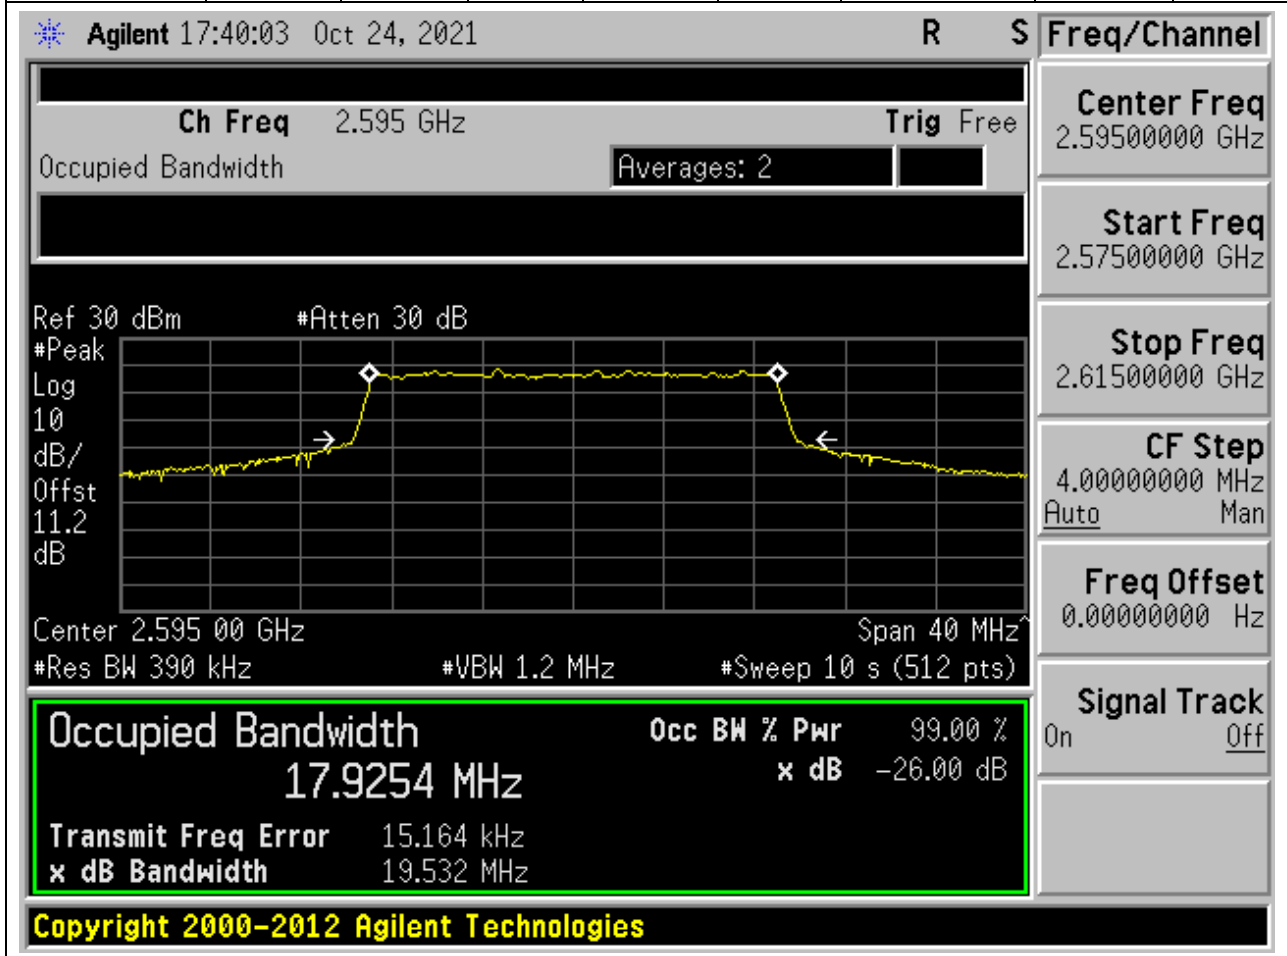 Agilent 17:40:03 Oct 24, 2021 R S
Freq/Channel
Ch Freq 2.595 GHz Trig Free
Occupied Bandwidth Averages: 2
Ref 30 dBm #Atten 30 dB
#Peak
Log
10
dB/
Offst
11.2
dB
Center 2.595 00 GHz Span 40 MHz^
#Res BW 390 kHz #VBW 1.2 MHz #Sweep 10 s (512 pts)
Occupied Bandwidth Occ BW % Pwr 99.00 %
17.9254 MHz x dB -26.00 dB
Transmit Freq Error 15.164 kHz
x dB Bandwidth 19.532 MHz
Copyright 2000-2012 Agilent Technologies
Center Freq
2.59500000 GHz
Start Freq
2.57500000 GHz
Stop Freq
2.61500000 GHz
CF Step
4.00000000 MHz
Auto Man
Freq Offset
0.00000000 Hz
Signal Track
On Off